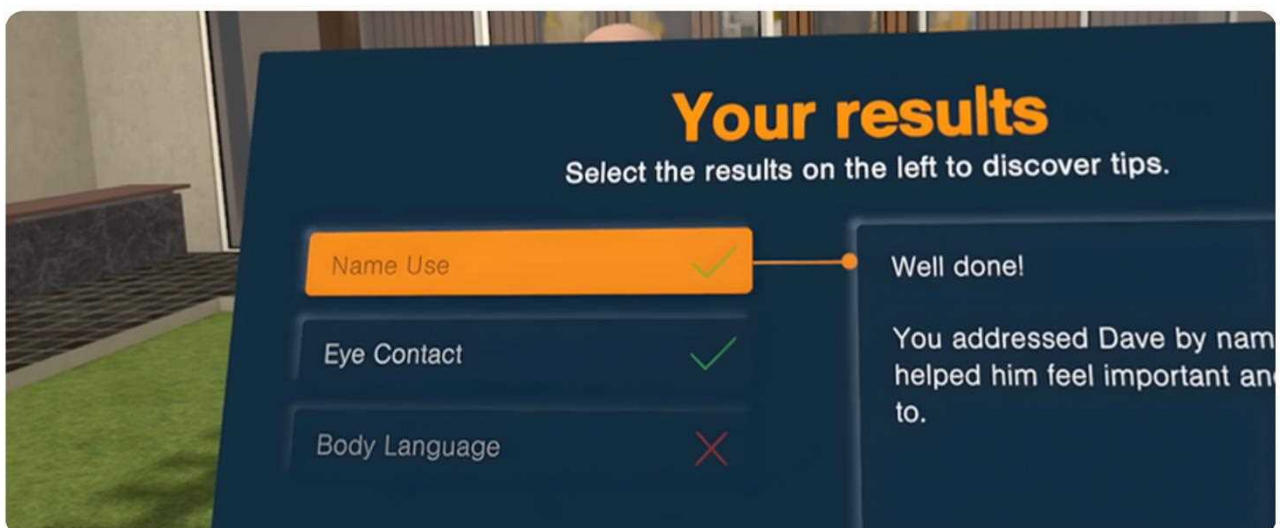 Your results
Select the results on the left to discover tips.
Name Use
Eye Contact
Body Language
Well done!
You addressed Dave by nam
helped him feel important an
to.